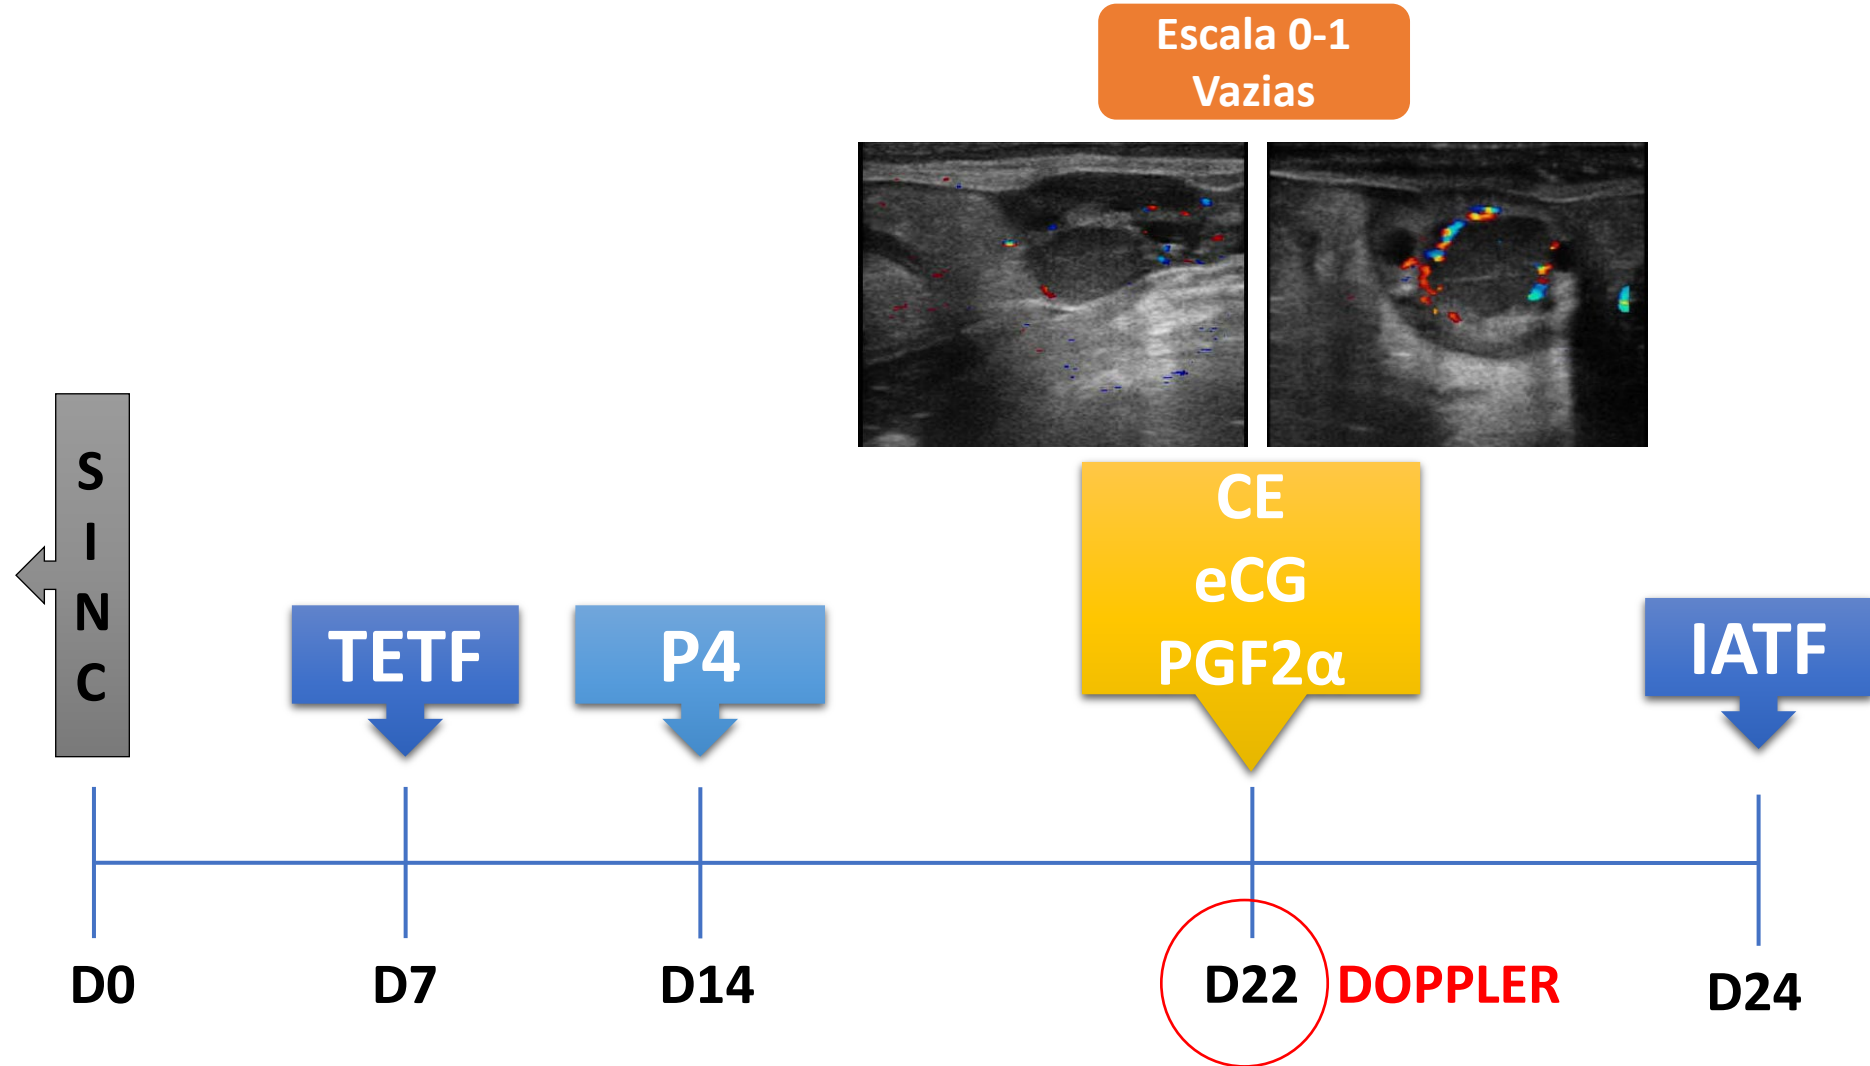 Escala 0-1
Vazias
S
I
N
C
TETF
P4
CE
eCG
PGF2α
IATF
D0
D7
D14
D22
DOPPLER
D24